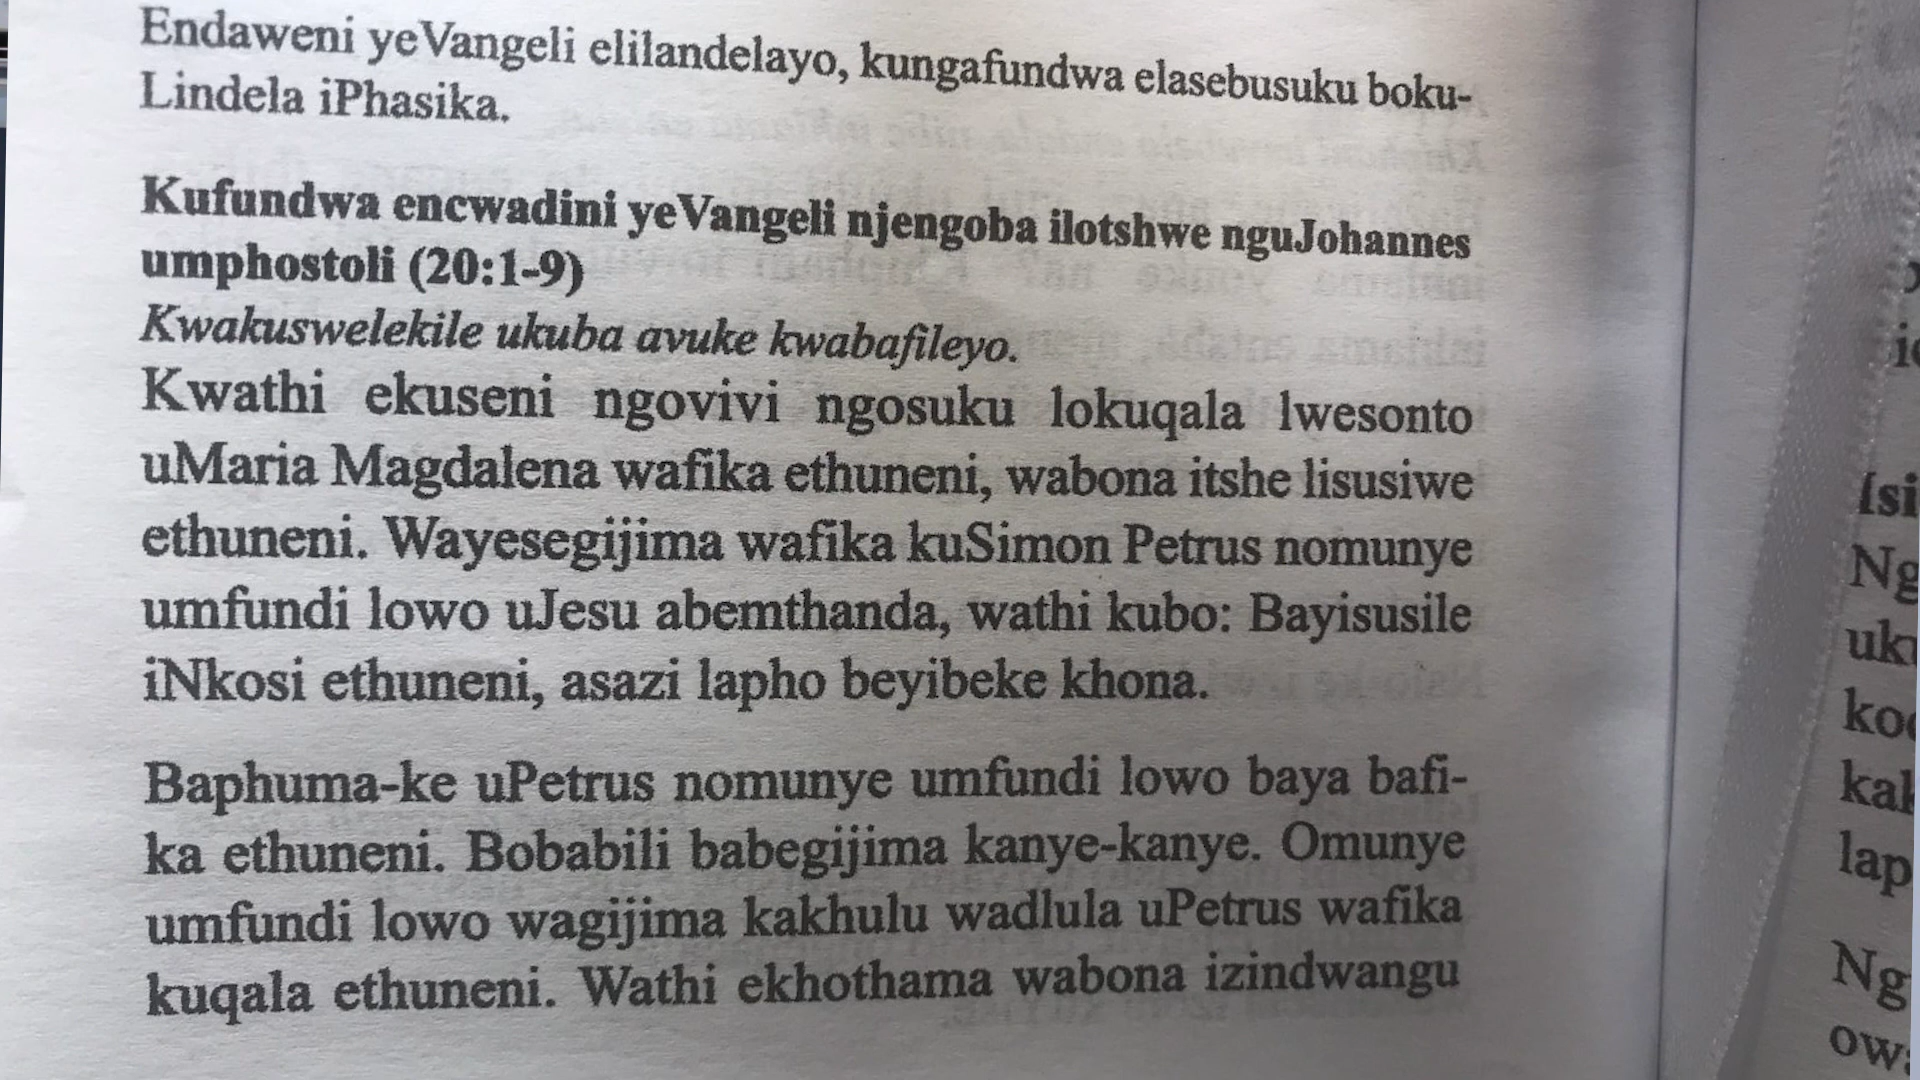 Endaweni yeVangeli elilandelayo, kungafundwa elasebusuku boku-
Lindela iPhasika.
Kufundwa encwadini yeVangeli njengoba ilotshwe nguJohannes
umphostoli (20:1-9)
Kwakuswelekile ukuba avuke kwabafileyo.
Kwathi ekuseni ngovivi ngosuku lokuqala lwesonto
uMaria Magdalena wafika ethuneni, wabona itshe lisusiwe
ethuneni. Wayesegijima wafika kuSimon Petrus nomunye
umfundi lowo uJesu abemthanda, wathi kubo: Bayisusile
iNkosi ethuneni, asazi lapho beyibeke khona.
Baphuma-ke uPetrus nomunye umfundi lowo baya bafi-
ka ethuneni. Bobabili babegijima kanye-kanye. Omunye
umfundi lowo wagijima kakhulu wadlula uPetrus wafika
kuqala ethuneni. Wathi ekhothama wabona izindwangu